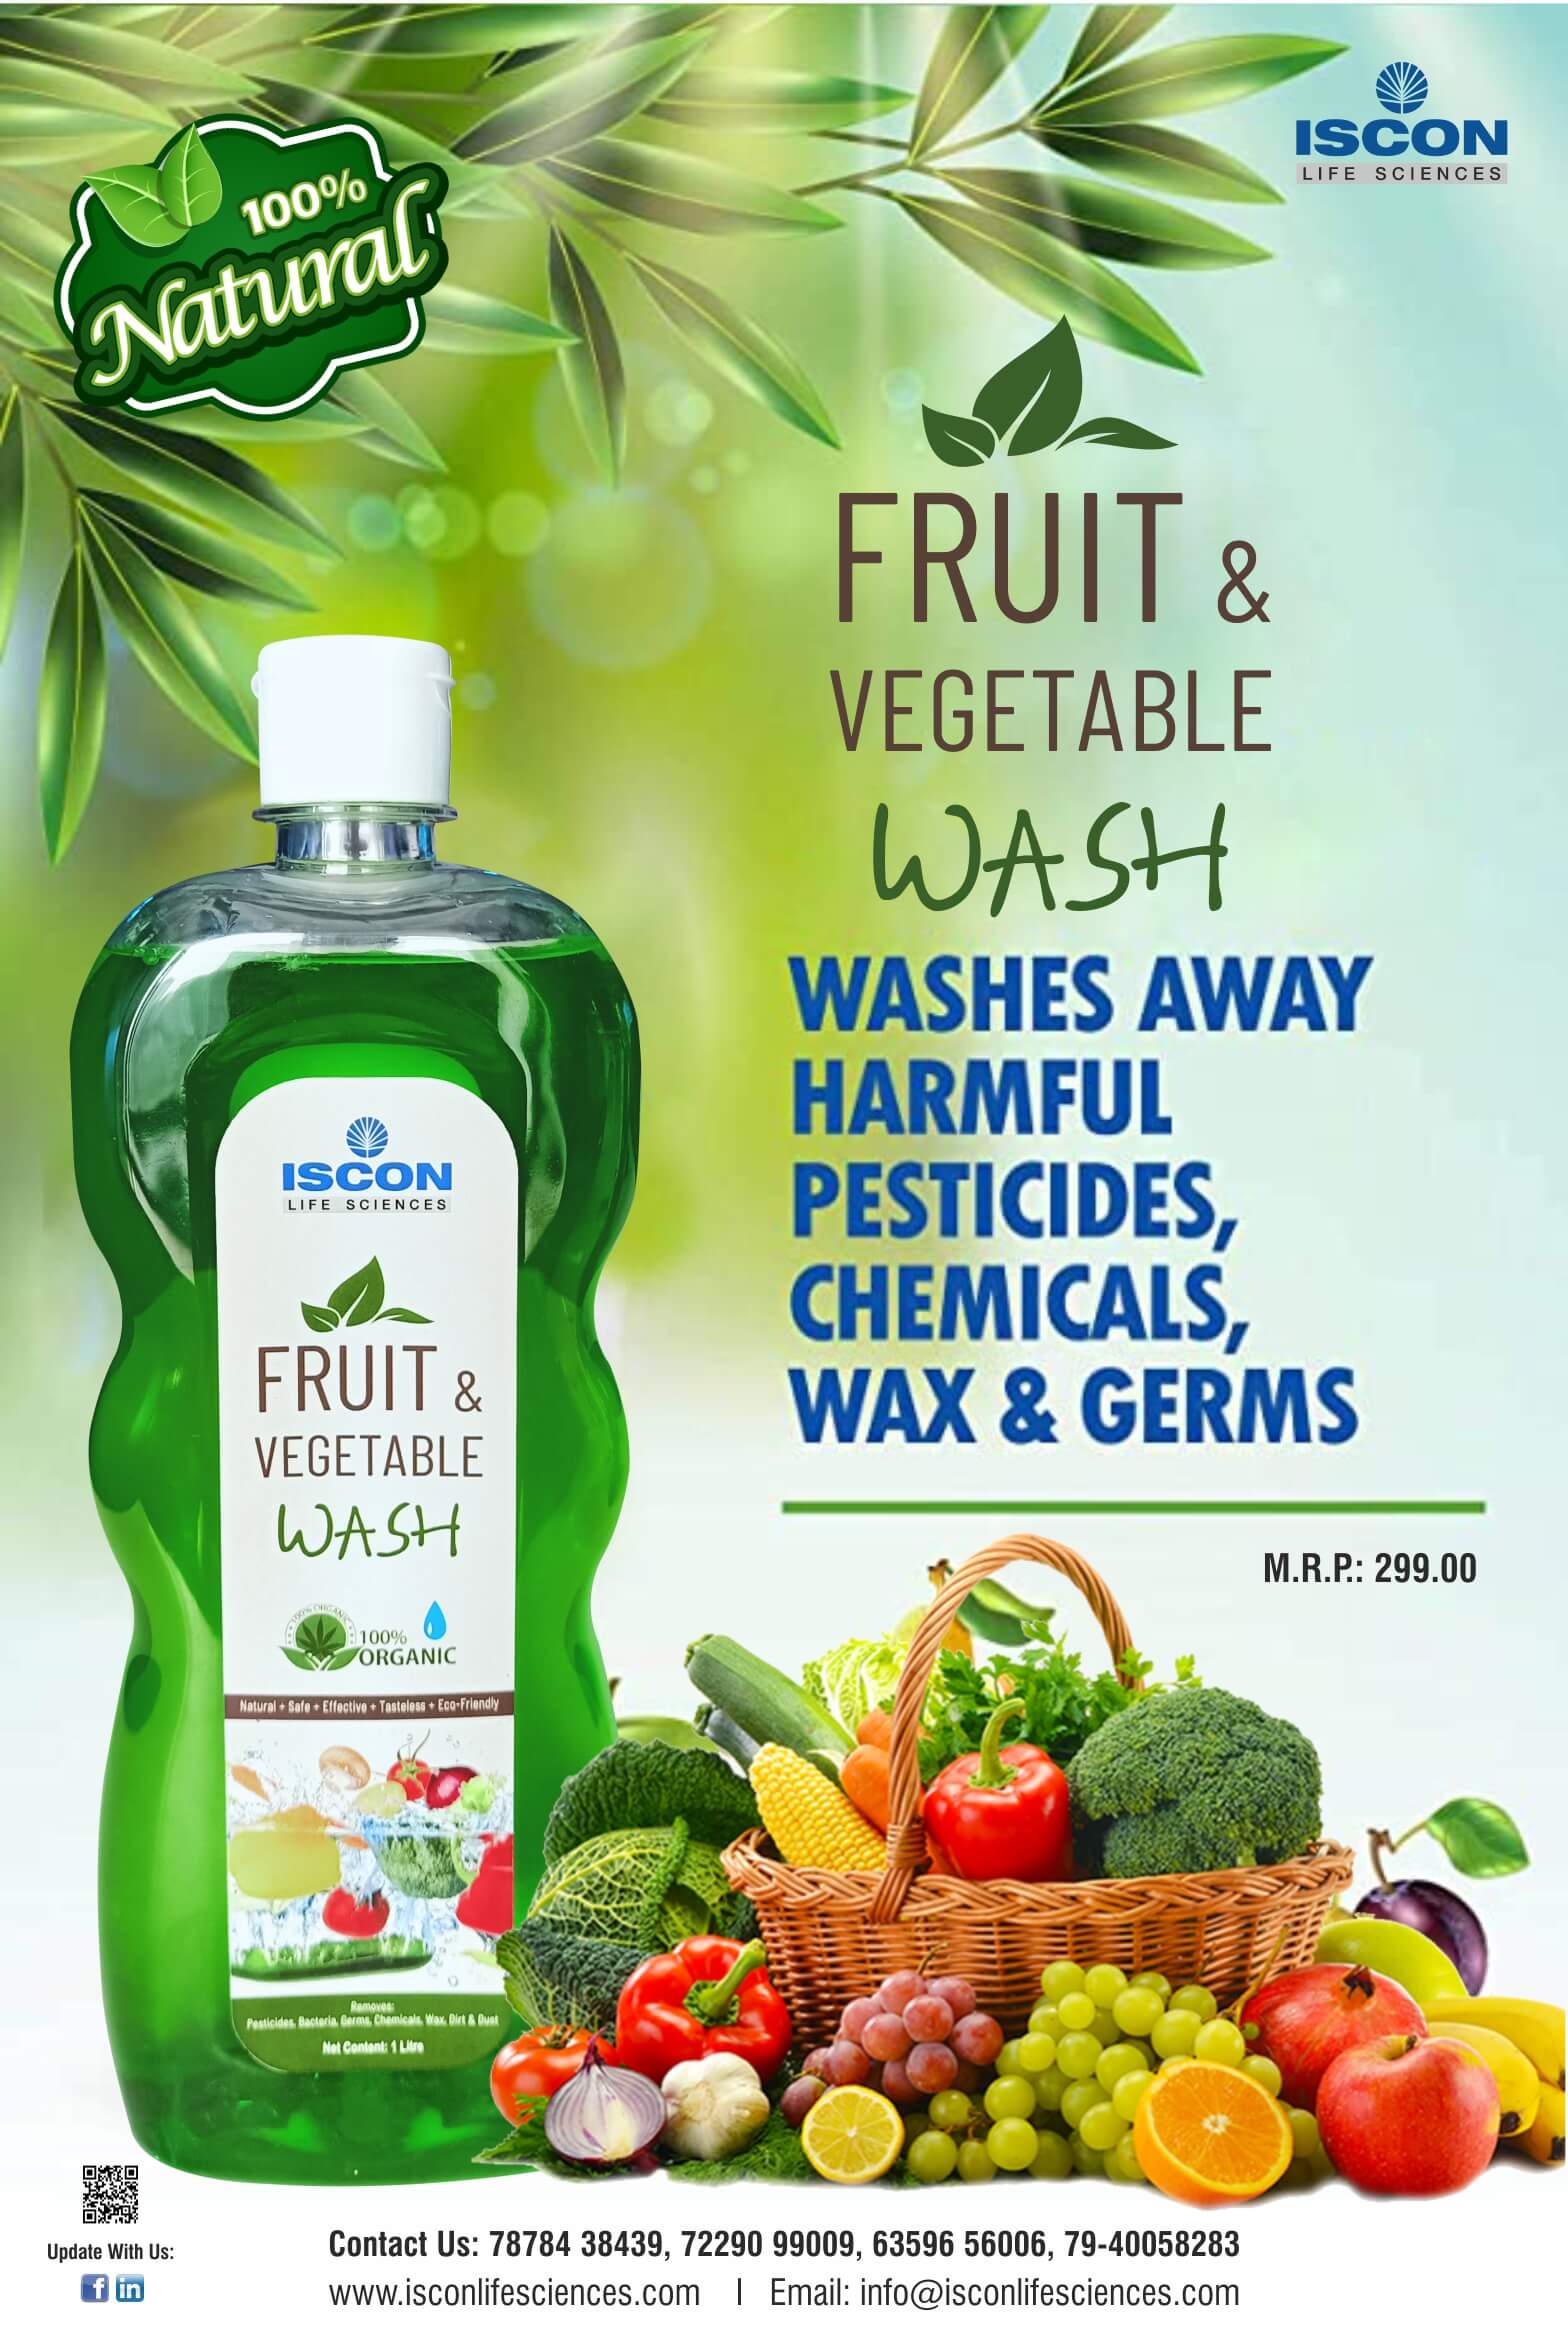 100%
Natural
ISCON
LIFE SCIENCES
FRUIT &
VEGETABLE
WASH
WASHES AWAY
HARMFUL
PESTICIDES,
CHEMICALS,
WAX & GERMS
M.R.P.: 299.00
ISCON
LIFE SCIENCES
FRUIT &
VEGETABLE
WASH
100% ORGANIC
100%
ORGANIC
Natural + Safe + Effective + Tasteless + Eco-Friendly
Removes:
Pesticides, Bacteria, Germs, Chemicals, Wax, Dirt & Dust
Net Content: 1 Litre
Update With Us:
f in
Contact Us: 78784 38439, 72290 99009, 63596 56006, 79-40058283
www.isconlifesciences.com | Email: info@isconlifesciences.com